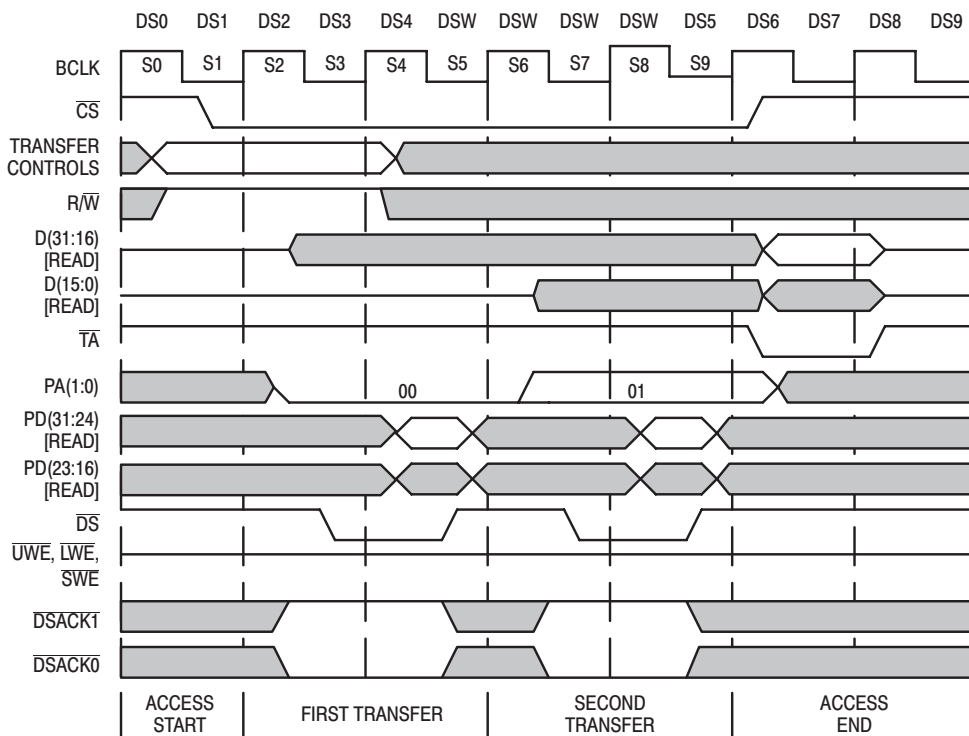 DS0 DS1 DS2 DS3 DS4 DSW DSW DSW DSW DS5 DS6 DS7 DS8 DS9
BCLK S0 S1 S2 S3 S4 S5 S6 S7 S8 S9
CS
TRANSFER
CONTROLS
R/W
D(31:16)
[READ]
D(15:0)
[READ]
TA
PA(1:0) 00 01
PD(31:24)
[READ]
PD(23:16)
[READ]
DS
UWE, LWE,
SWE
DSACK1
DSACK0
ACCESS
START
FIRST TRANSFER
SECOND
TRANSFER
ACCESS
END